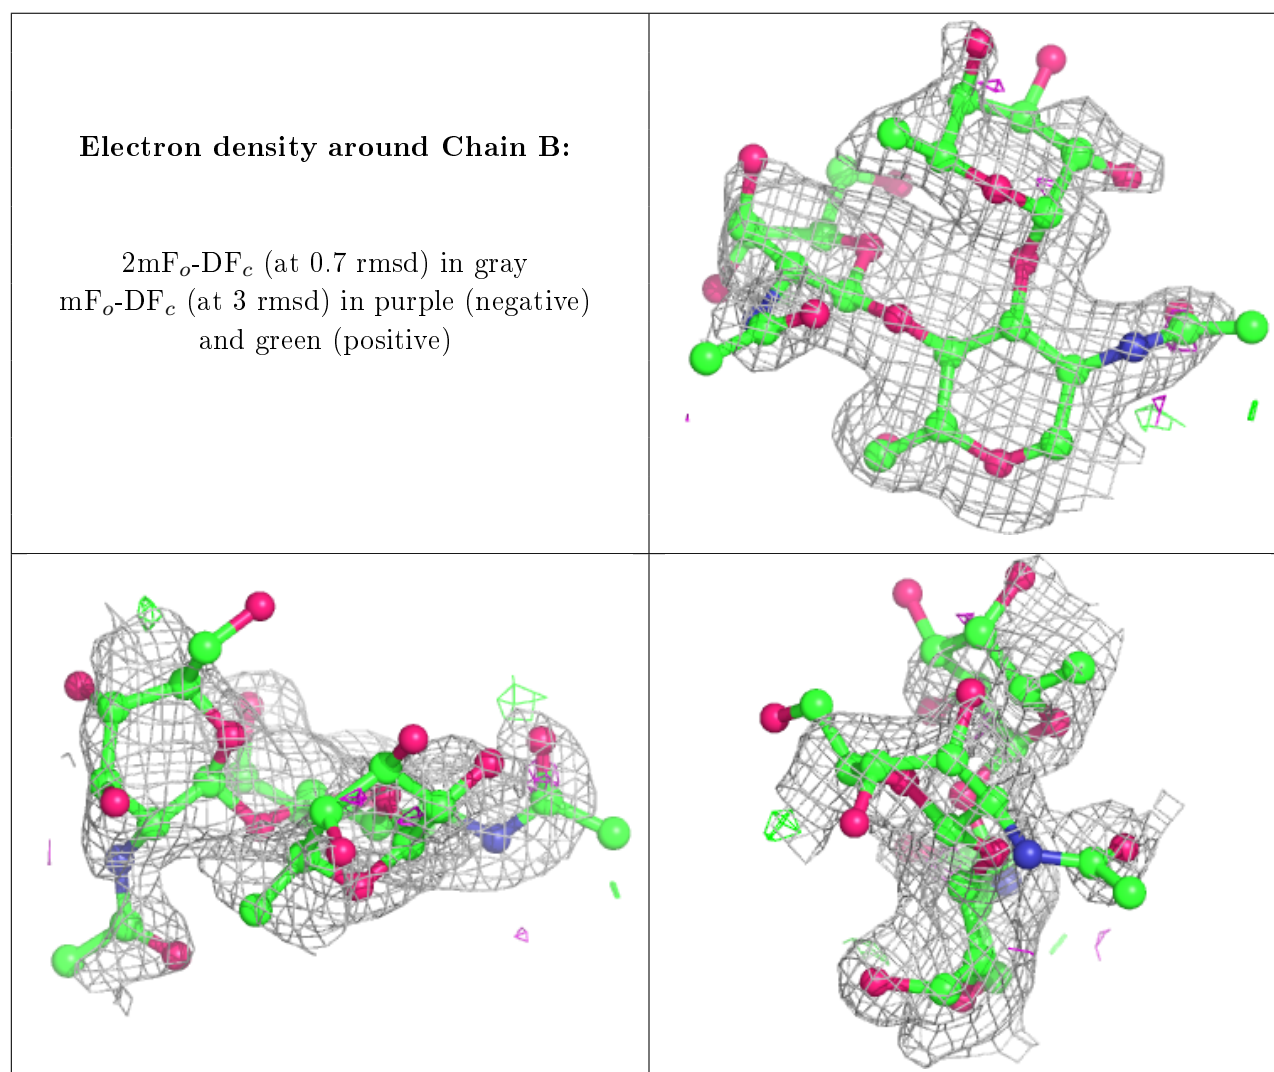 Electron density around Chain B:
2mFo-DFc (at 0.7 rmsd) in gray
mFo-DFc (at 3 rmsd) in purple (negative)
and green (positive)